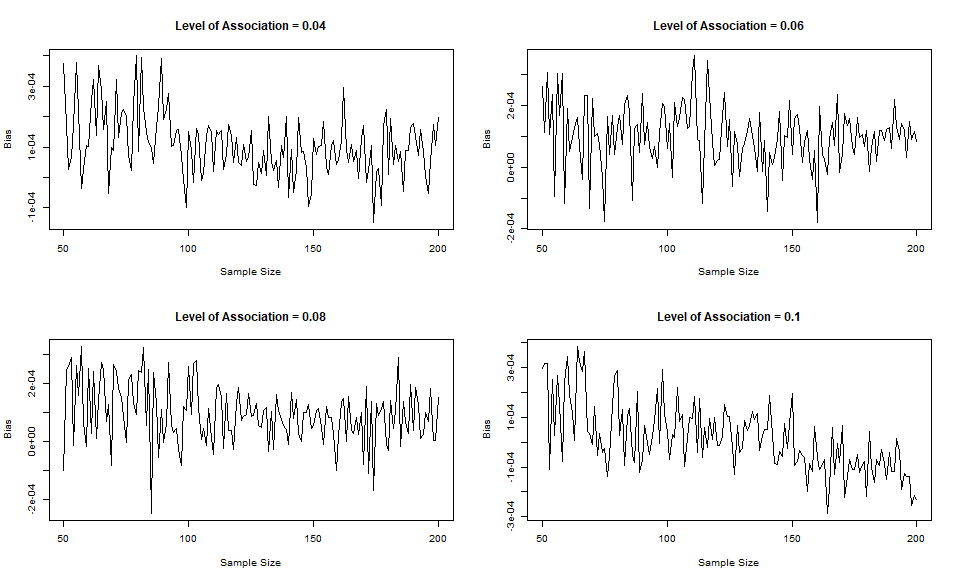 Level of Association = 0.04
Bias
3e-04
1e-04
-1e-04
50
100
150
200
Sample Size
Level of Association = 0.06
Bias
2e-04
0e+00
-2e-04
50
100
150
200
Sample Size
Level of Association = 0.08
Bias
2e-04
0e+00
-2e-04
50
100
150
200
Sample Size
Level of Association = 0.1
Bias
3e-04
1e-04
-1e-04
-3e-04
50
100
150
200
Sample Size